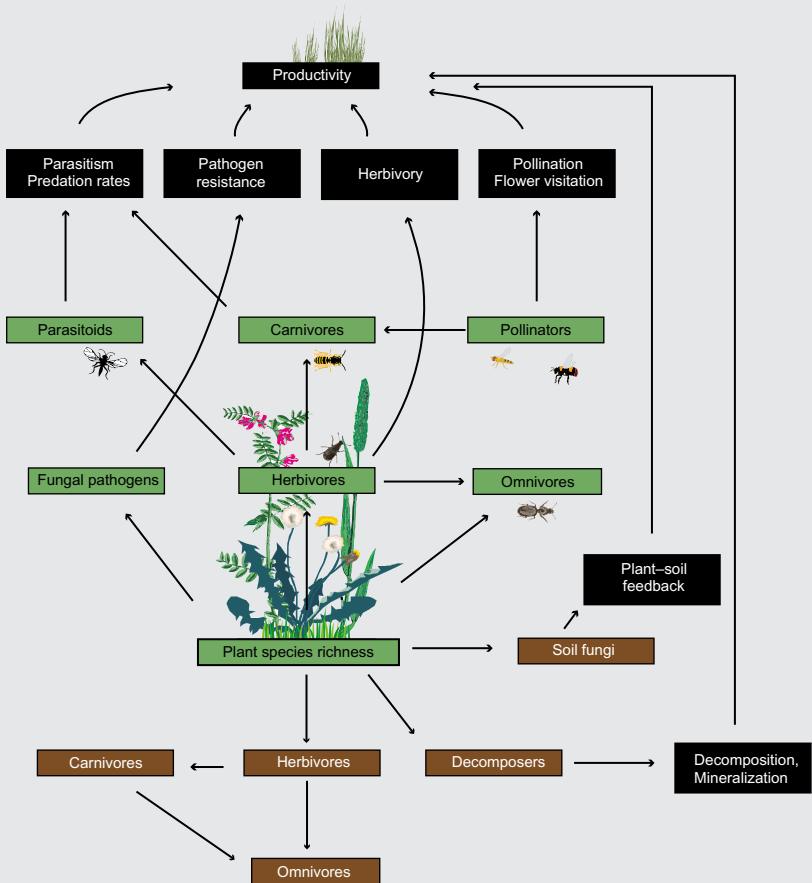 Productivity
Parasitism
Predation rates
Pathogen
resistance
Herbivory
Pollination
Flower visitation
Parasitoids
Carnivores
Pollinators
Fungal pathogens
Herbivores
Omnivores
Plant–soil
feedback
Plant species richness
Soil fungi
Carnivores
Herbivores
Decomposers
Decomposition,
Mineralization
Omnivores